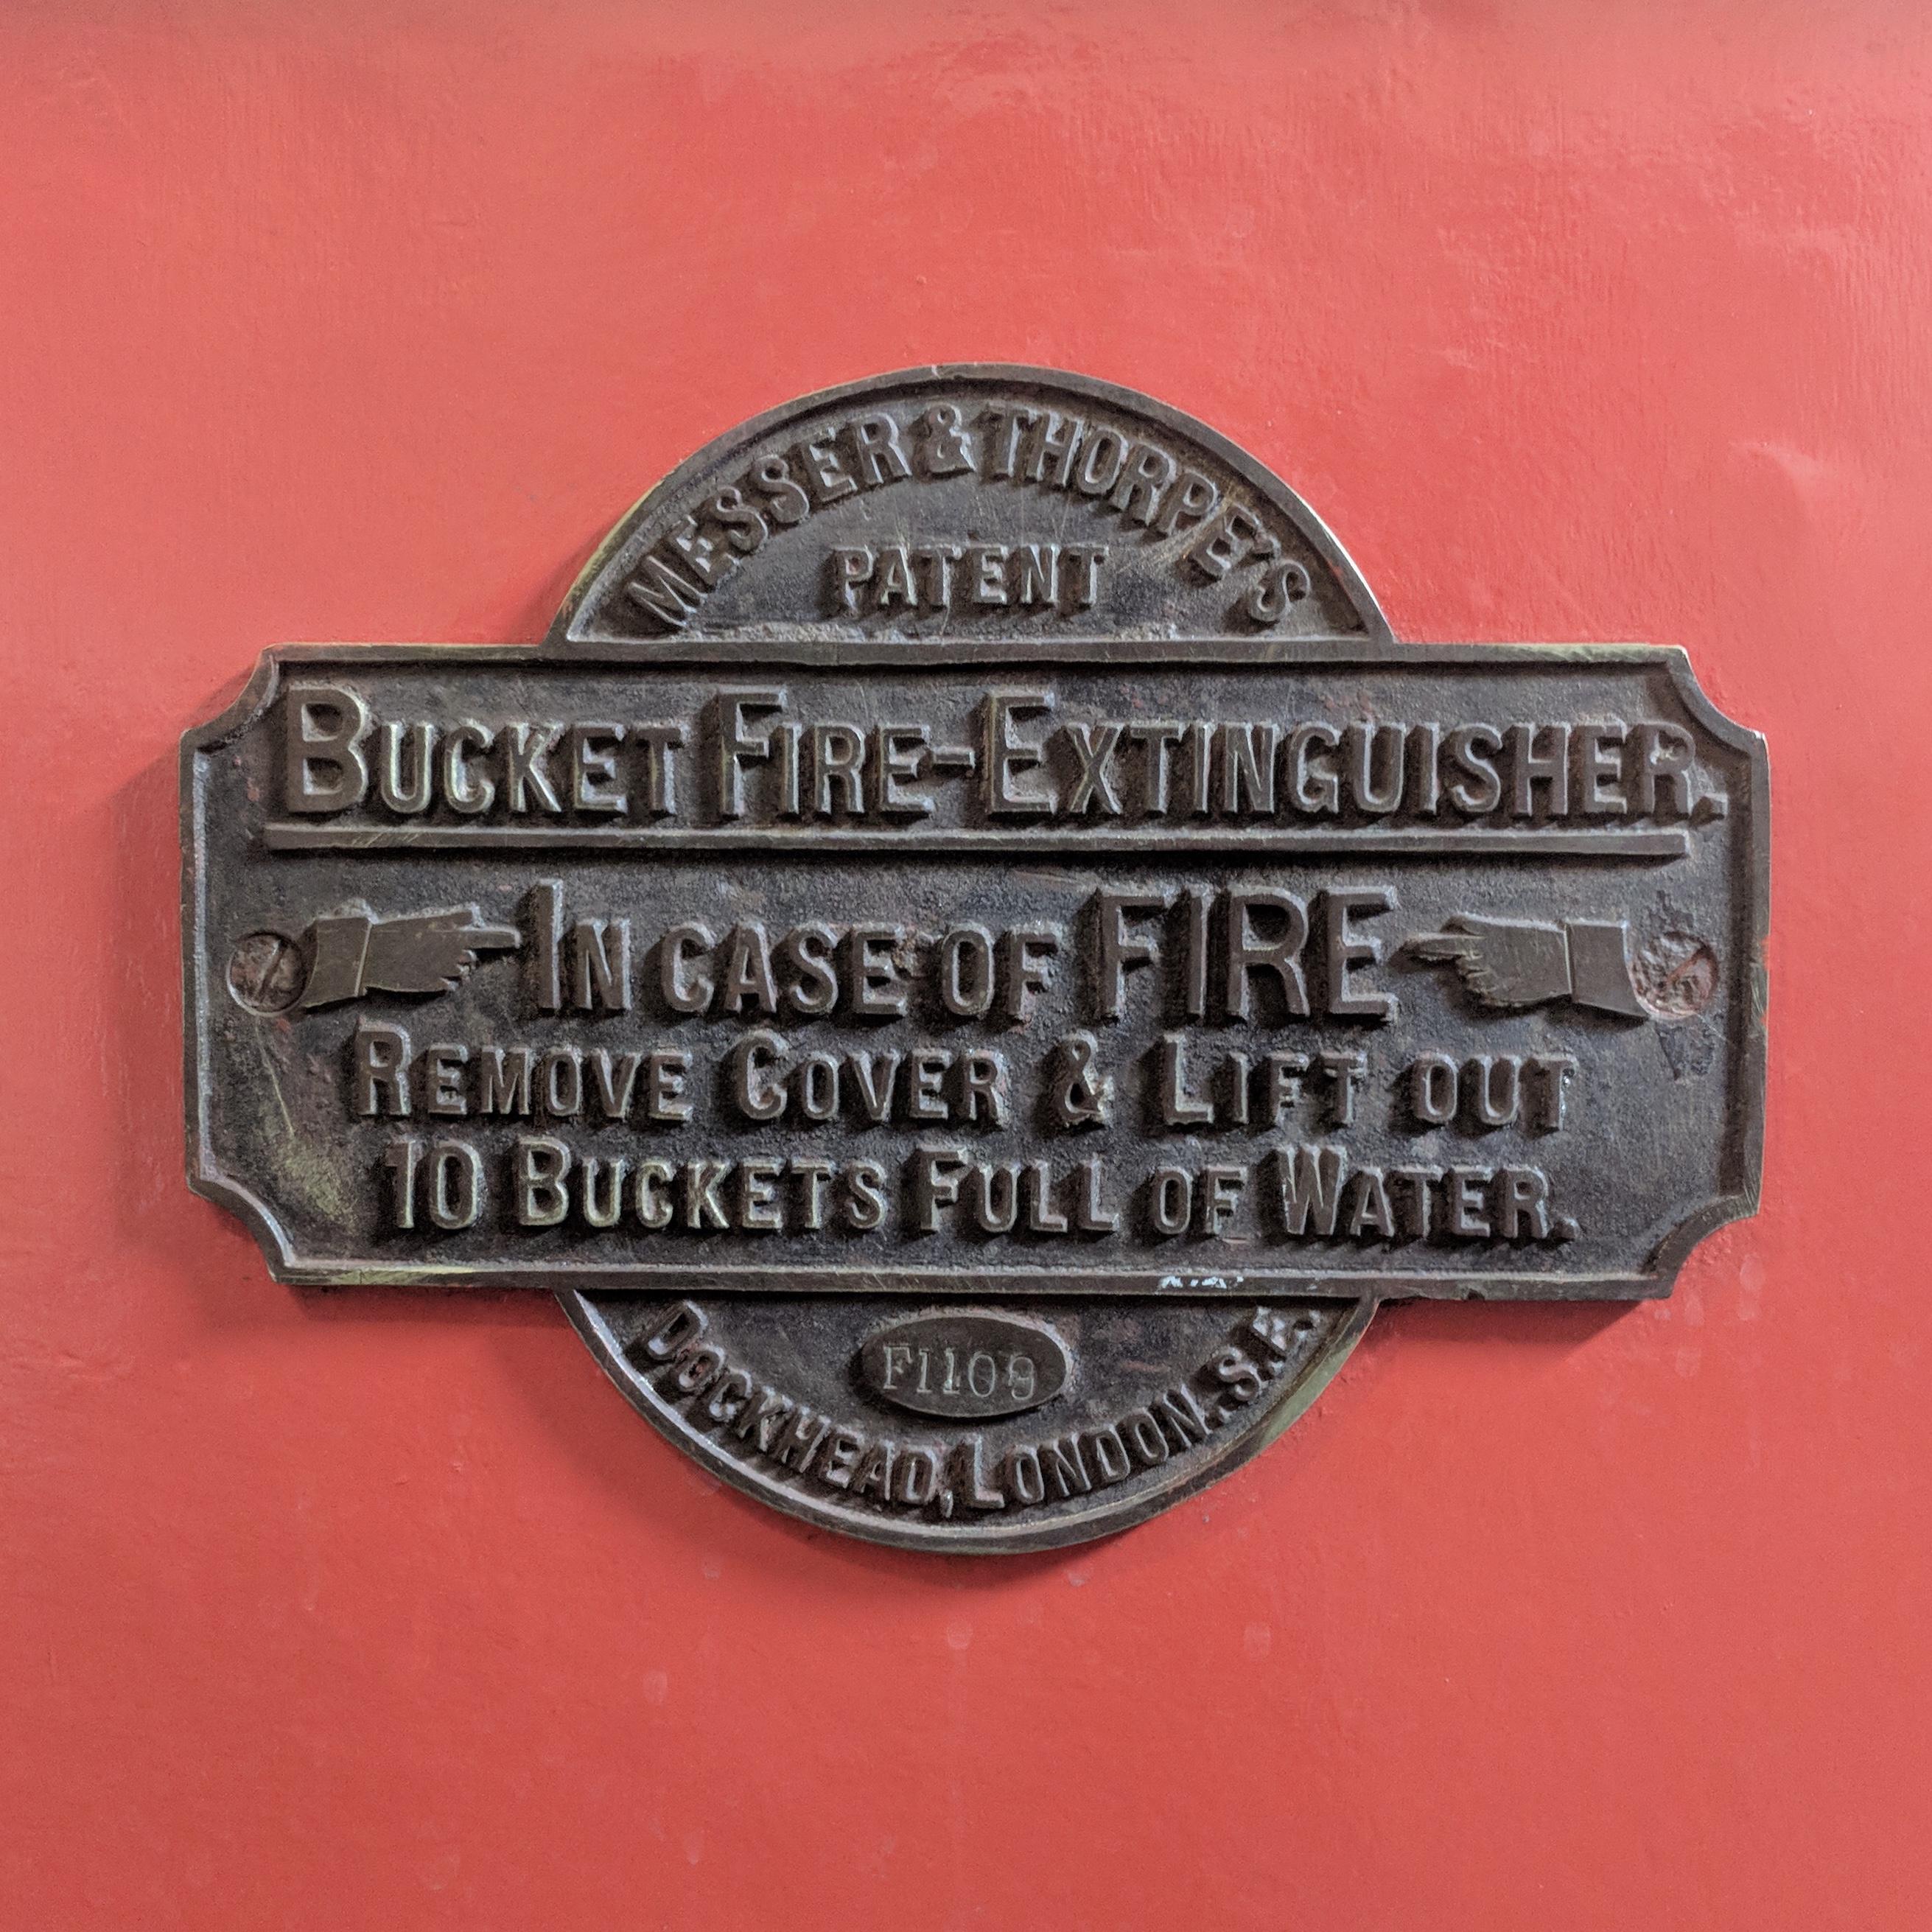 MESSER & THORPE'S
PATENT
BUCKET FIRE-EXTINGUISHER.
IN CASE OF FIRE
REMOVE COVER & LIFT OUT
10 BUCKETS FULL OF WATER.
F1109
DOCKHEAD, LONDON. S.E.